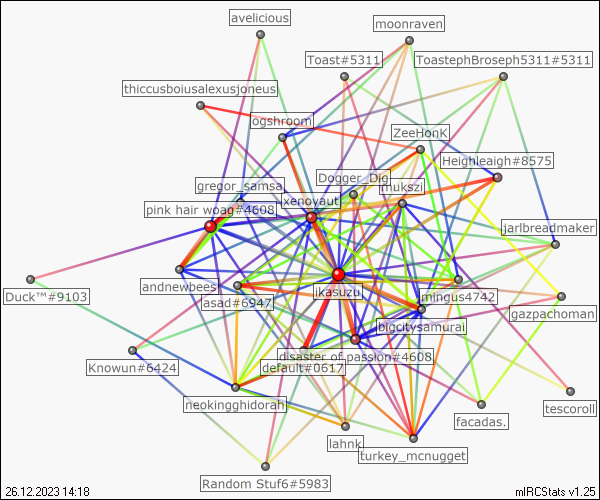 avelicious
moonraven
Toast#5311
ToastephBroseph5311#5311
thiccusboiusalexusjoneus
ogshroom
ZeeHonK
Heighleaigh#8575
Dogger_Dig
gregor_samsa
mukszi
xenoyaut
pink hair woag#4608
jarlbreadmaker
andnewbees
ikasuzu
Duck™#9103
asad#6947
mingus4742
gazpachoman
bigcitysamurai
disaster of passion#4608
Knowun#6424
default#0617
tescoroll
neokingghidorah
facadas.
lahnk
turkey_mcnugget
Random Stuf6#5983
26.12.2023 14:18
mIRCStats v1.25